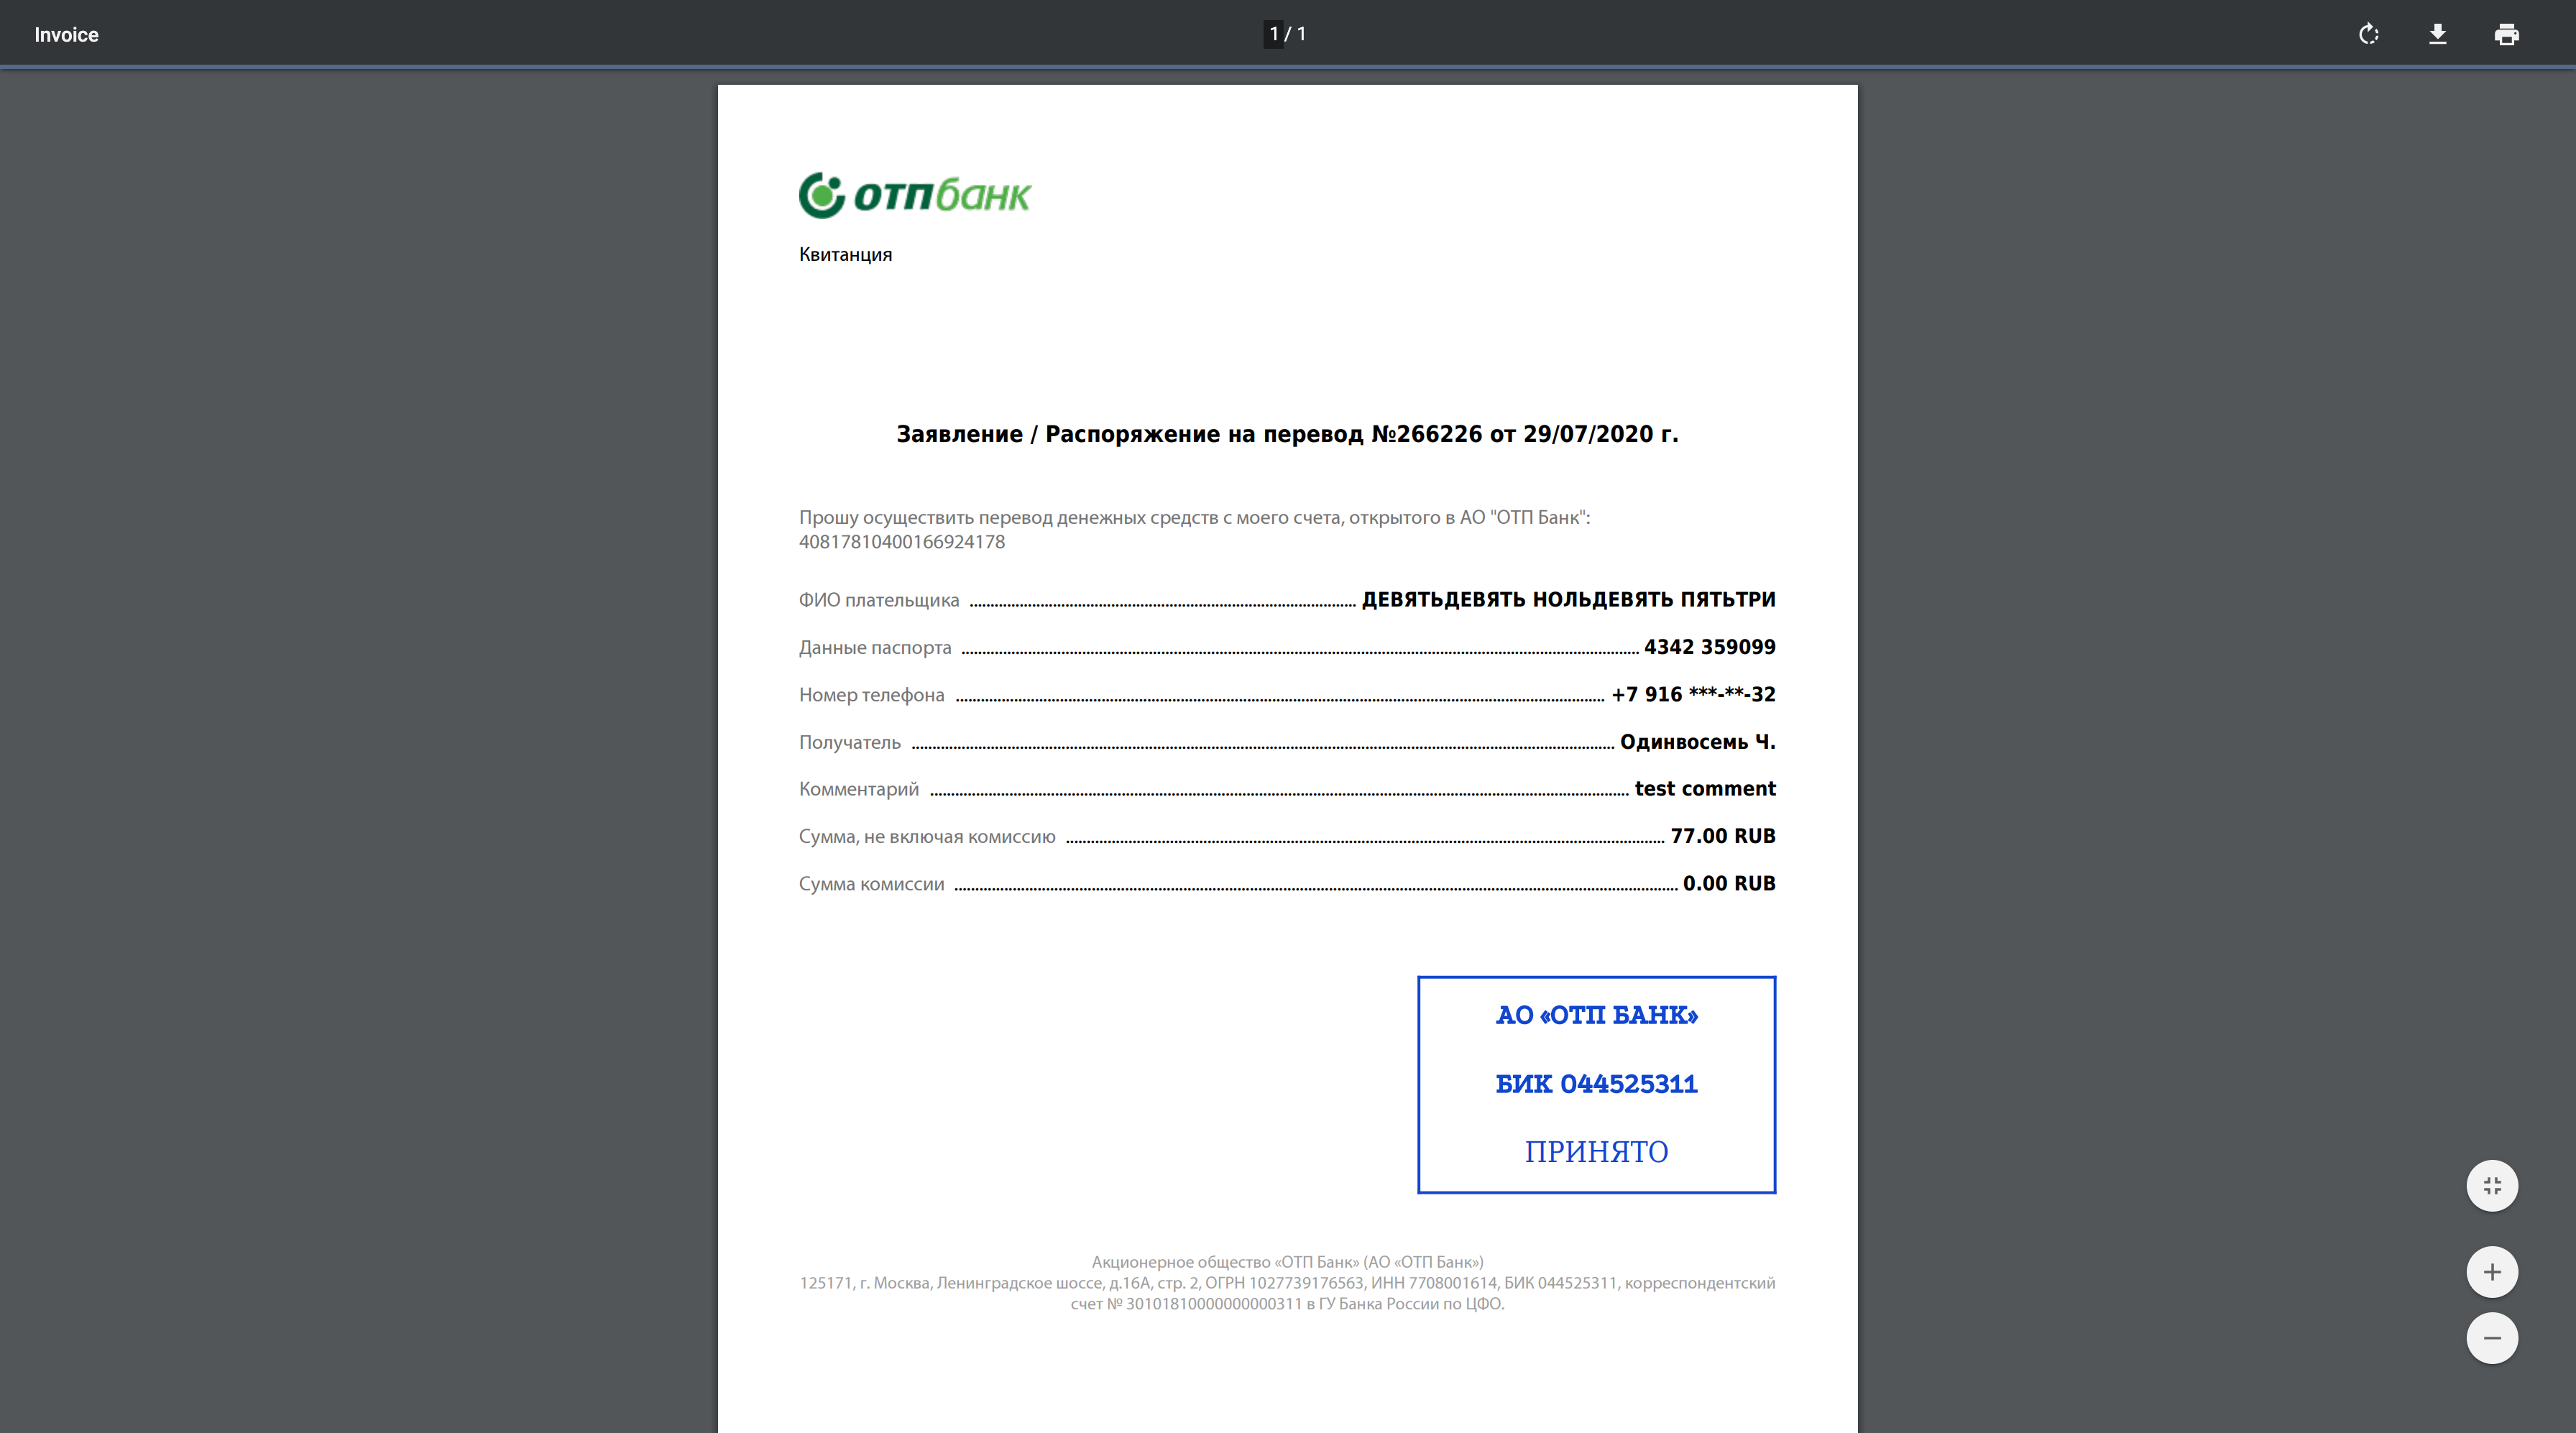 Invoice
1 / 1
отпбанк
Квитанция
Заявление / Распоряжение на перевод №266226 от 29/07/2020 г.
Прошу осуществить перевод денежных средств с моего счета, открытого в АО "ОТП Банк":
40817810400166924178
ФИО плательщика ДЕВЯТЬДЕВЯТЬ НОЛЬДЕВЯТЬ ПЯТЬТРИ
Данные паспорта 4342 359099
Номер телефона +7 916 ***-**-32
Получатель Одинвосемь Ч.
Комментарий test comment
Сумма, не включая комиссию 77.00 RUB
Сумма комиссии 0.00 RUB
АО «ОТП БАНК»
БИК 044525311
ПРИНЯТО
Акционерное общество «ОТП Банк» (АО «ОТП Банк»)
125171, г. Москва, Ленинградское шоссе, д.16А, стр. 2, ОГРН 1027739176563, ИНН 7708001614, БИК 044525311, корреспондентский
счет № 30101810000000000311 в ГУ Банка России по ЦФО.